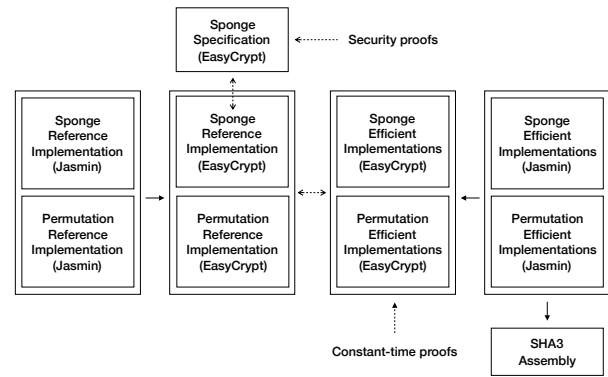 Sponge
Specification
(EasyCrypt)
Security proofs
Sponge
Reference
Implementation
(Jasmin)
Permutation
Reference
Implementation
(Jasmin)
Sponge
Reference
Implementation
(EasyCrypt)
Permutation
Reference
Implementation
(EasyCrypt)
Sponge
Efficient
Implementations
(EasyCrypt)
Permutation
Efficient
Implementations
(EasyCrypt)
Sponge
Efficient
Implementations
(Jasmin)
Permutation
Efficient
Implementations
(Jasmin)
Constant-time proofs
SHA3
Assembly